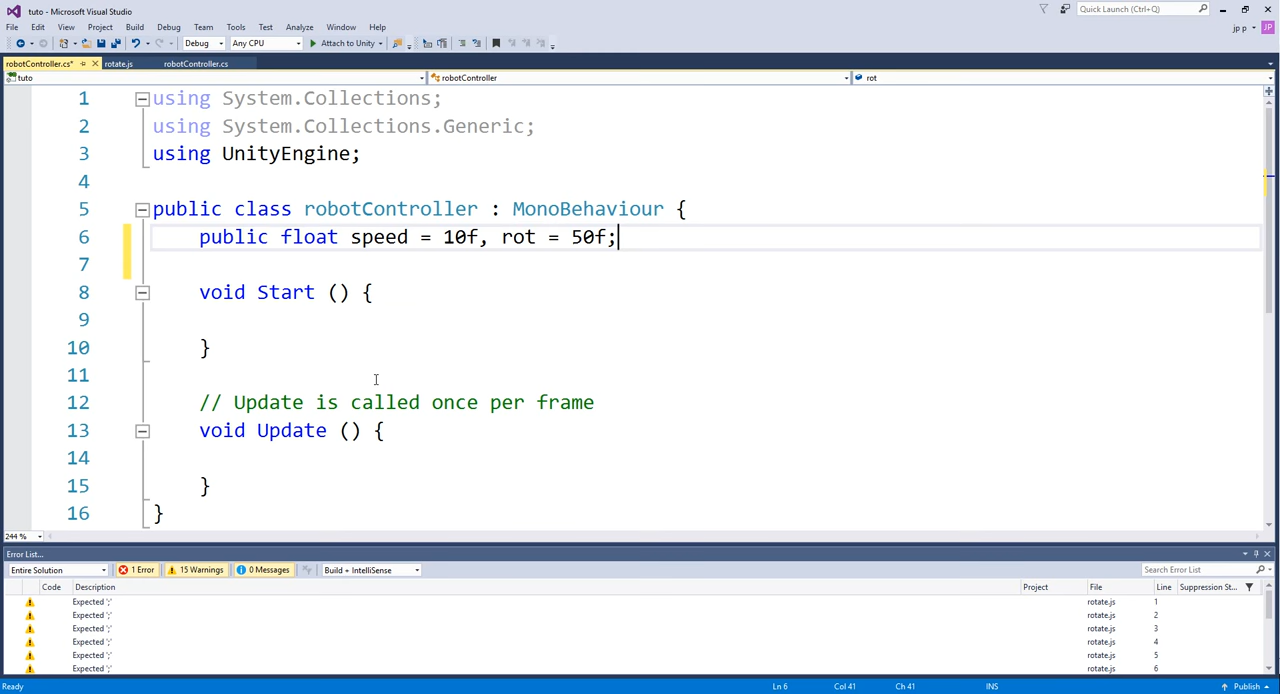 tuto - Microsoft Visual Studio
Quick Launch (Ctrl+Q)
File Edit View Project Build Debug Team Tools Test Analyze Window Help
jp p
JP
Debug Any CPU Attach to Unity
robotController.cs* rotate.js robotController.cs
tuto robotController rot
1 using System.Collections;
2 using System.Collections.Generic;
3 using UnityEngine;
4
5 public class robotController : MonoBehaviour {
6 public float speed = 10f, rot = 50f;
7
8 void Start () {
9
10 }
11
12 // Update is called once per frame
13 void Update () {
14
15 }
16 }
244 %
Error List...
Entire Solution 1 Error 15 Warnings 0 Messages Build + IntelliSense Search Error List
Code Description Project File Line Suppression St...
Expected ';' rotate.js 1
Expected ';' rotate.js 2
Expected ';' rotate.js 3
Expected ';' rotate.js 4
Expected ';' rotate.js 5
Expected ';' rotate.js 6
Ready Ln 6 Col 41 Ch 41 INS Publish